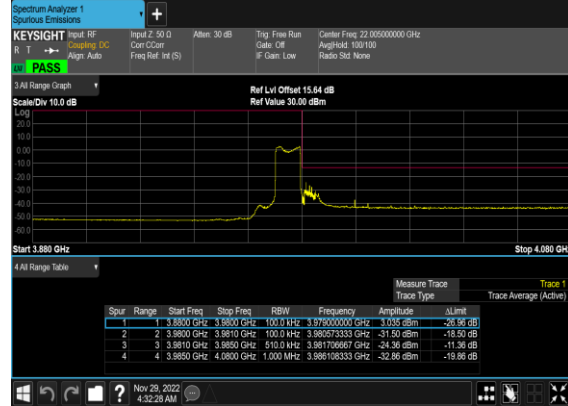 Spectrum Analyzer 1
Spurious Emissions
KEYSIGHT Input: RF Input Z: 50 Ω Atten: 30 dB Trig: Free Run Center Freq: 22.005000000 GHz
R T Coupling: DC Corr CCorr Gate: Off Avg|Hold: 100/100
Align: Auto Freq Ref: Int (S) IF Gain: Low Radio Std: None
PASS
3 All Range Graph
Ref Lvl Offset 15.64 dB
Scale/Div 10.0 dB Ref Value 30.00 dBm
Log
20.0
10.0
0.00
-10.0
-20.0
-30.0
-40.0
-50.0
-60.0
Start 3.880 GHz Stop 4.080 GH
4 All Range Table
Measure Trace Trace 1
Trace Type Trace Average (Active)
Spur Range Start Freq Stop Freq RBW Frequency Amplitude ΔLimit
1 1 3.8800 GHz 3.9800 GHz 100.0 kHz 3.979000000 GHz 3.035 dBm -26.96 dB
2 2 3.9800 GHz 3.9810 GHz 100.0 kHz 3.980573333 GHz -31.50 dBm -18.50 dB
3 3 3.9810 GHz 3.9850 GHz 510.0 kHz 3.981706667 GHz -24.36 dBm -11.36 dB
4 4 3.9850 GHz 4.0800 GHz 1.000 MHz 3.986108333 GHz -32.86 dBm -19.86 dB
Nov 29, 2022
4:32:28 AM